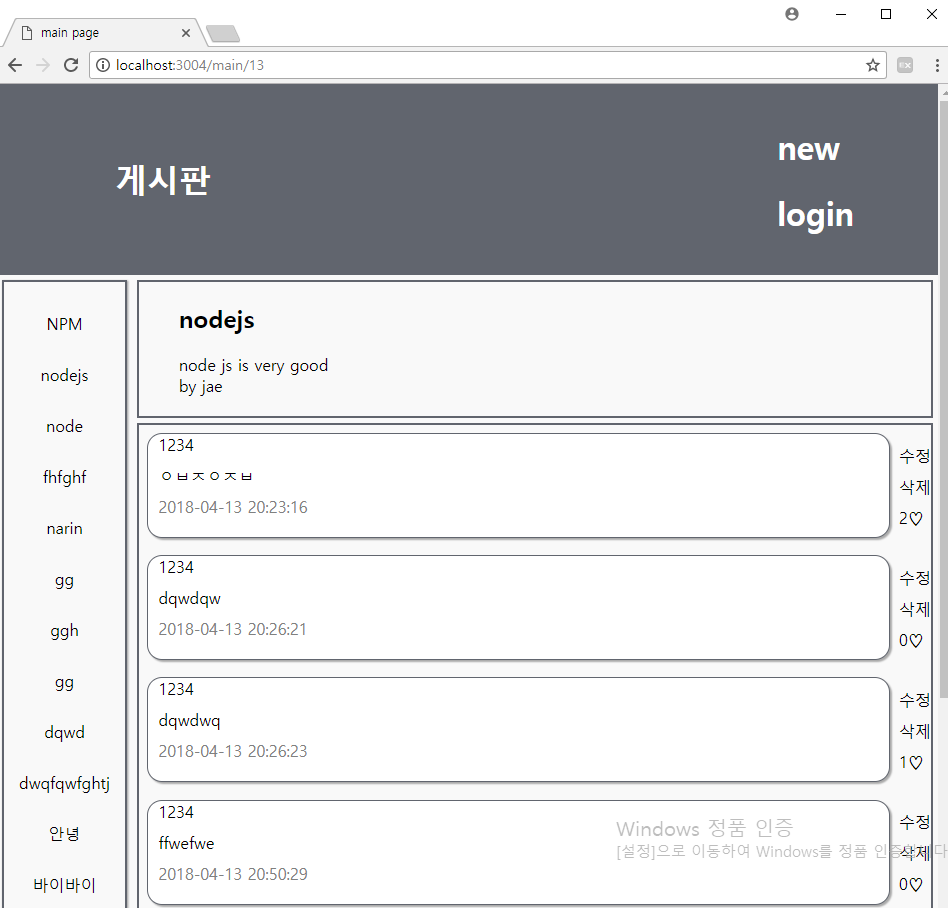 main page
localhost:3004/main/13
게시판
new
login
NPM
nodejs
node
fhfghf
narin
gg
ggh
gg
dqwd
dwqfqwfghtj
안녕
바이바이
nodejs
node js is very good
by jae
1234
ㅇㅂㅈㅇㅈㅂ
2018-04-13 20:23:16
수정
삭제
2♡
1234
dqwdqw
2018-04-13 20:26:21
수정
삭제
0♡
1234
dqwdwq
2018-04-13 20:26:23
수정
삭제
1♡
1234
ffwefwe
2018-04-13 20:50:29
수정
삭제
0♡
Windows 정품 인증
[설정]으로 이동하여 Windows를 정품 인증합니다